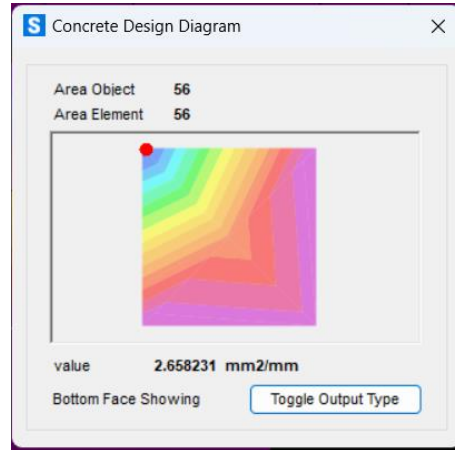 S Concrete Design Diagram
Area Object 56
Area Element 56
value 2.658231 mm2/mm
Bottom Face Showing Toggle Output Type